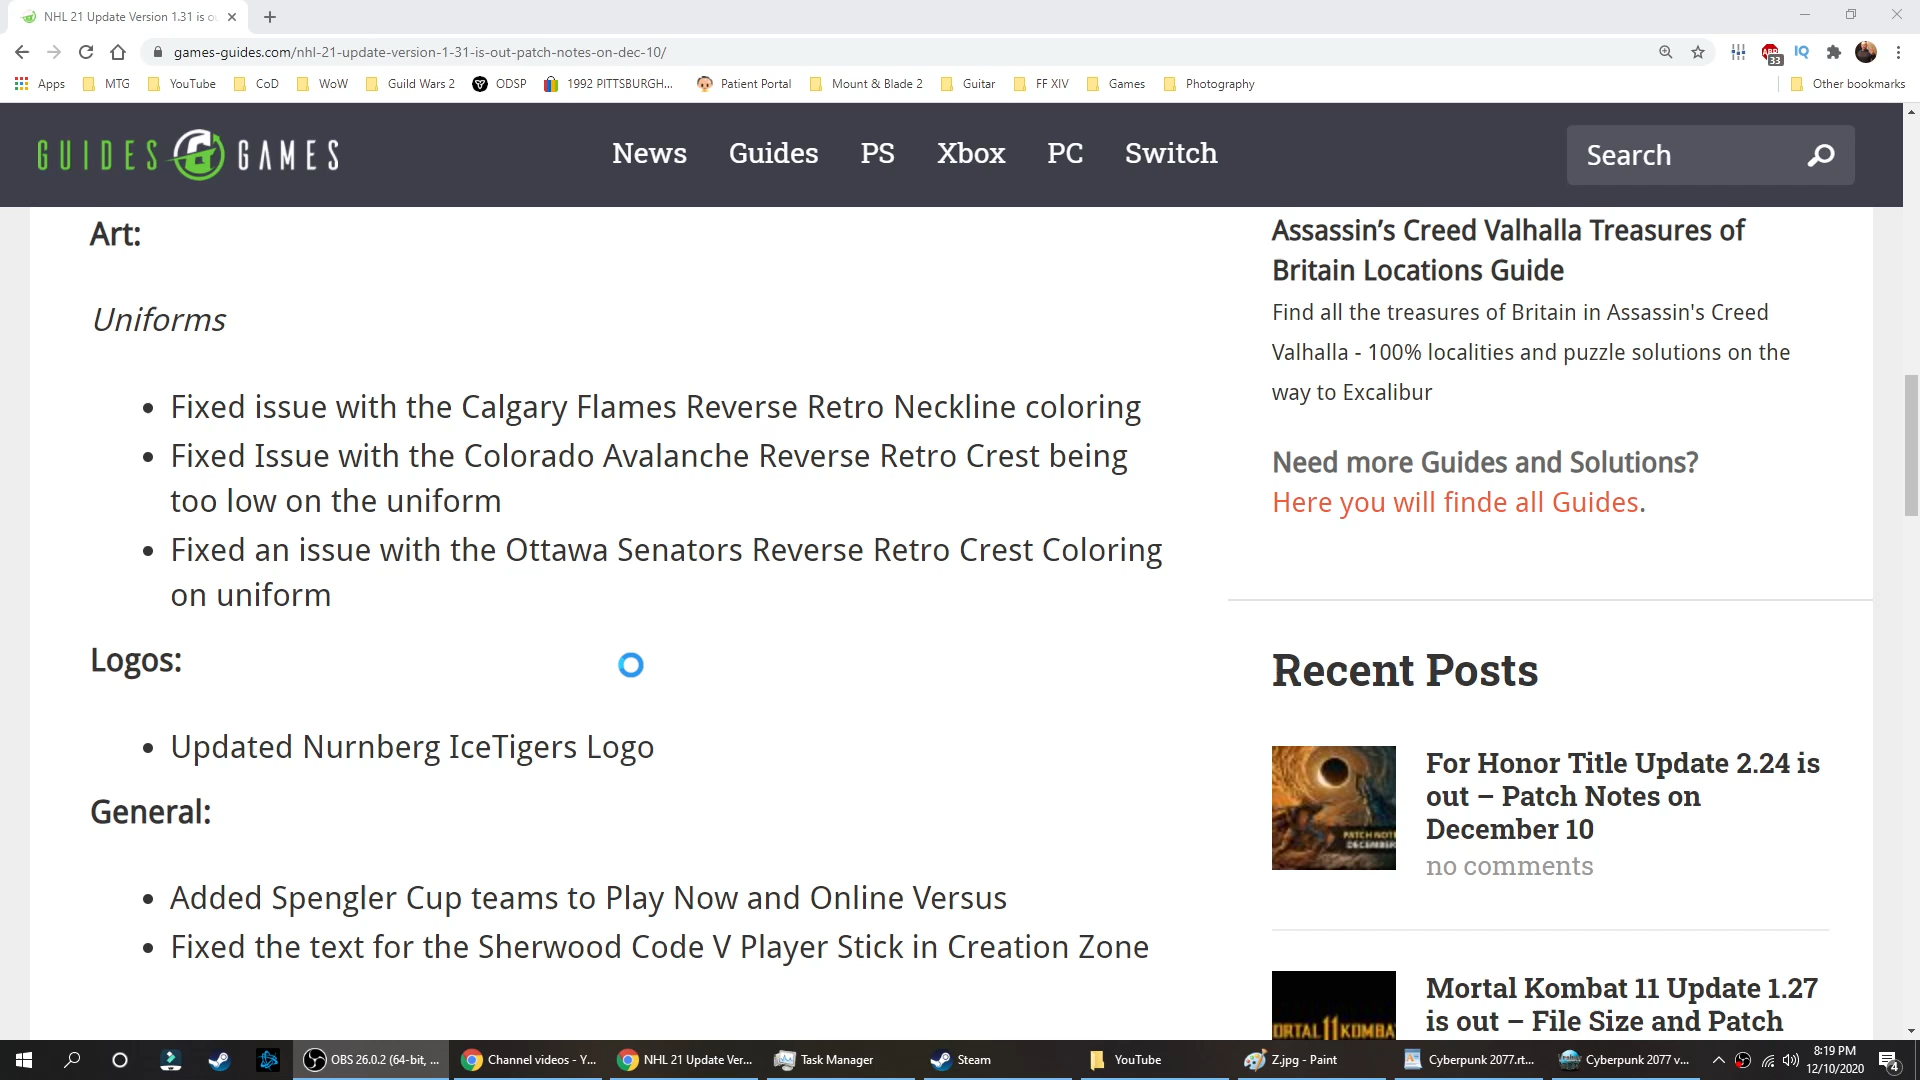 NHL 21 Update Version 1.31 is
games-guides.com/nhl-21-update-version-1-31-is-out-patch-notes-on-dec-10/
ABP
33
IQ
Apps MTG YouTube CoD WoW Guild Wars 2 ODSP 1992 PITTSBURGH... Patient Portal Mount & Blade 2 Guitar FF XIV Games Photography Other bookmarks
GUIDES GAMES
News Guides PS Xbox PC Switch
Search
Art:
Uniforms
• Fixed issue with the Calgary Flames Reverse Retro Neckline coloring
• Fixed Issue with the Colorado Avalanche Reverse Retro Crest being
too low on the uniform
• Fixed an issue with the Ottawa Senators Reverse Retro Crest Coloring
on uniform
Logos:
• Updated Nurnberg IceTigers Logo
General:
• Added Spengler Cup teams to Play Now and Online Versus
• Fixed the text for the Sherwood Code V Player Stick in Creation Zone
Assassin’s Creed Valhalla Treasures of
Britain Locations Guide
Find all the treasures of Britain in Assassin's Creed
Valhalla - 100% localities and puzzle solutions on the
way to Excalibur
Need more Guides and Solutions?
Here you will finde all Guides.
Recent Posts
For Honor Title Update 2.24 is
out – Patch Notes on
December 10
no comments
Mortal Kombat 11 Update 1.27
is out – File Size and Patch
OBS 26.0.2 (64-bit, ... Channel videos - Y... NHL 21 Update Ver... Task Manager Steam YouTube Z.jpg - Paint Cyberpunk 2077.rt... Cyberpunk 2077 v...
8:19 PM
12/10/2020
4